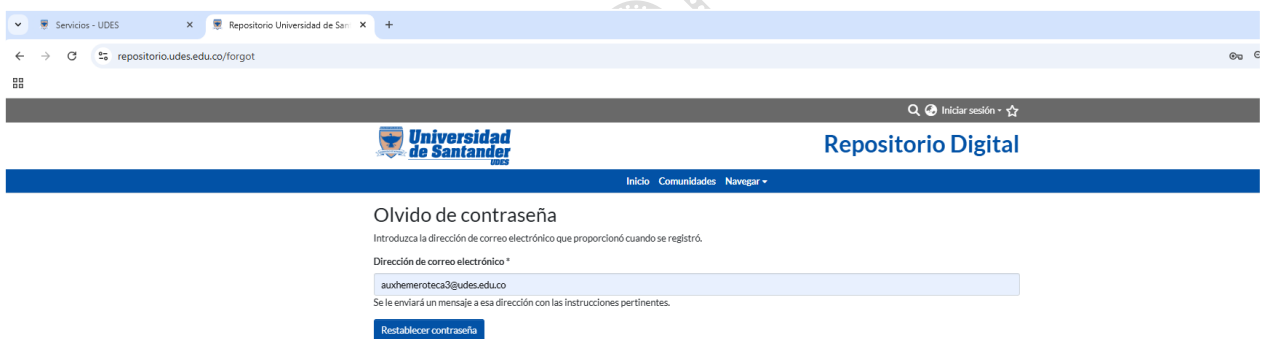 Servicios - UDES
Repositorio Universidad de San
repositorio.udes.edu.co/forgot
Iniciar sesión
Universidad
de Santander
UDES
Repositorio Digital
Inicio Comunidades Navegar
Olvido de contraseña
Introduzca la dirección de correo electrónico que proporcionó cuando se registró.
Dirección de correo electrónico *
auxhemeroteca3@udes.edu.co
Se le enviará un mensaje a esa dirección con las instrucciones pertinentes.
Restablecer contraseña